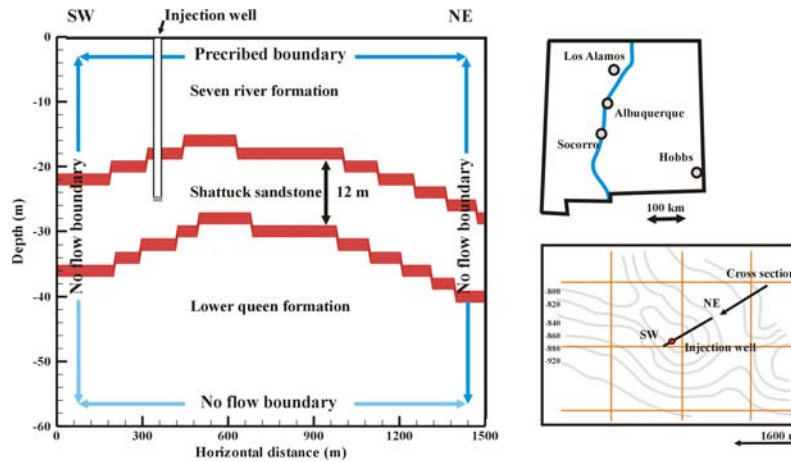 SW
Injection well
NE
0
Precribed boundary
Seven river formation
-10
-20
Shattuck sandstone
12 m
-30
Depth (m)
No flow boundary
No flow boundary
Lower queen formation
-40
-50
No flow boundary
-60
0
300
600
900
1200
1500
Horizontal distance (m)
Los Alamos
Albuquerque
Socorro
Hobbs
100 km
Cross section
-800
-820
-840
-860
-880
-920
NE
SW
Injection well
1600 m